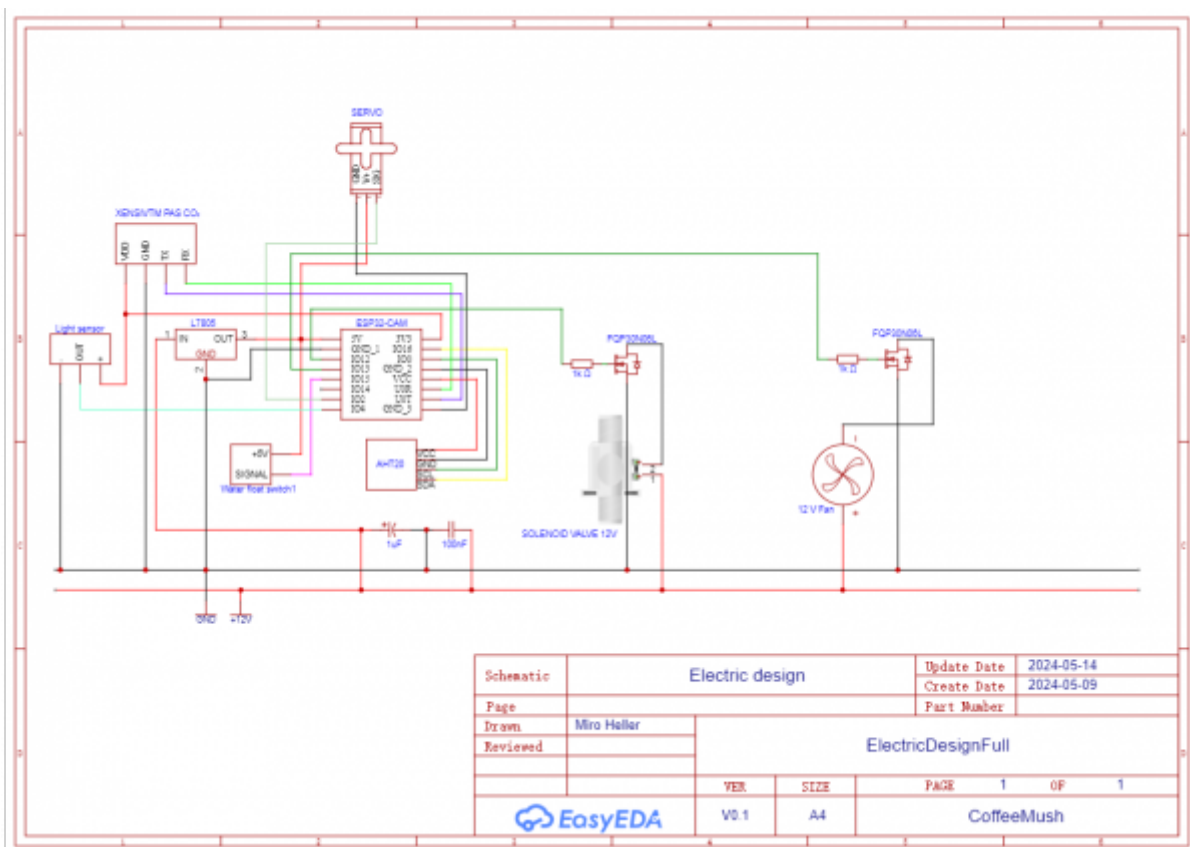 SERVO
GND
V+
SIG
XENSIVTM PAS CO₂
VDD
GND
TX
RX
Light sensor
-
OUT
+
1
IN
OUT
3
GND
2
ESP32-CAM
5V
GND_1
IO12
IO13
IO15
IO14
IO2
IO4
3V3
IO16
IO0
GND_2
VCC
UOR
UOT
GND_3
FQP30N06L
1k Ω
FQP30N06L
1k Ω
+5V
SIGNAL
Water float switch1
AHT20
VCC
GND
SCL
SDA
1uF
100nF
SOLENOID VALVE 12V
12 V Fan
GND
+12V
Schematic
Electric design
Update Date 2024-05-14
Create Date 2024-05-09
Page
Part Number
Drawn Miro Heller
Reviewed
ElectricDesignFull
VER
SIZE
PAGE 1 OF 1
EasyEDA
V0.1
A4
CoffeeMush